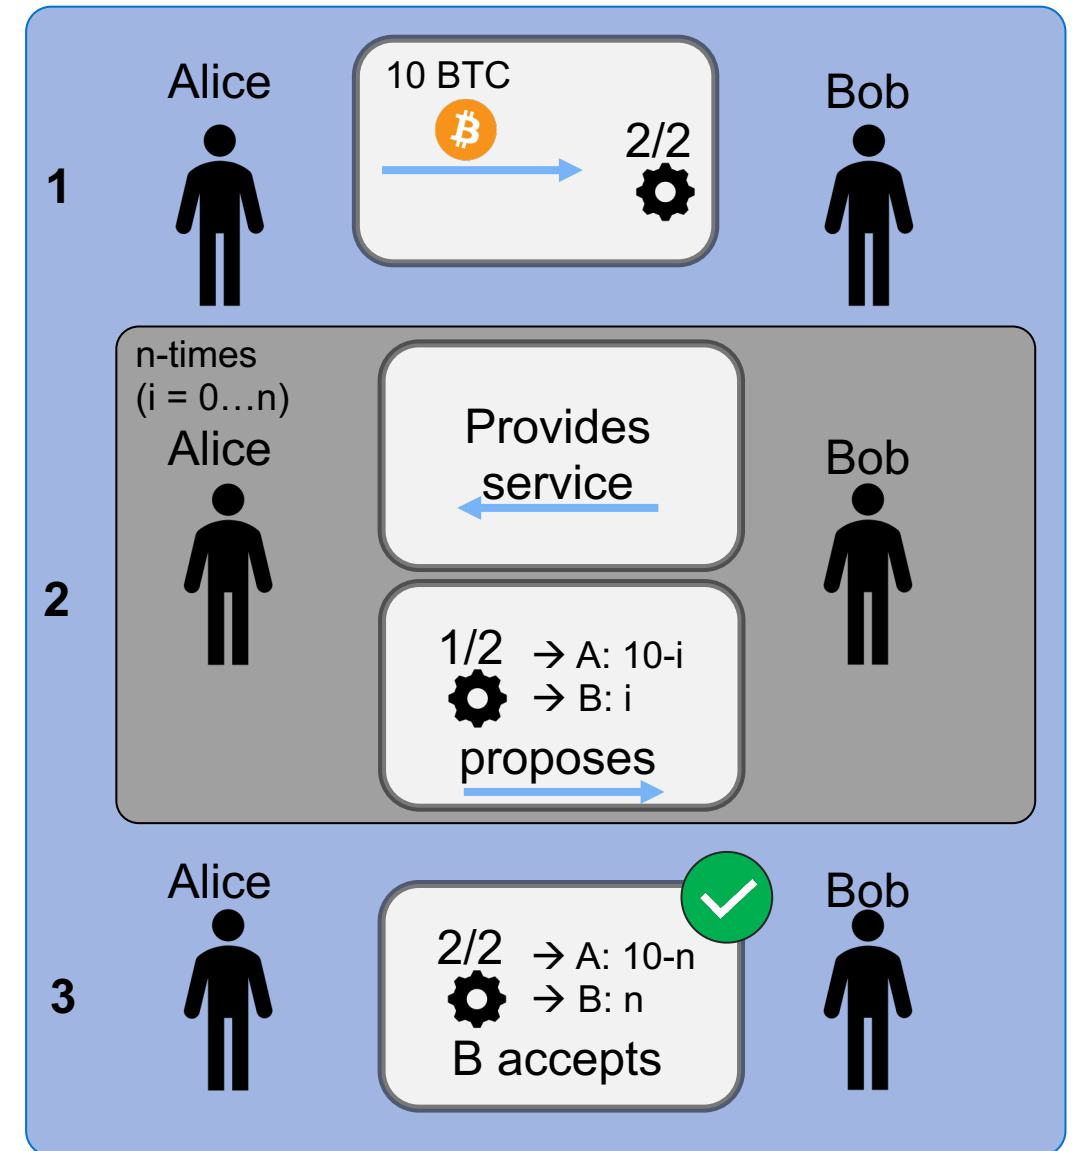 Alice
10 BTC
Bob
2/2
1
n-times
(i = 0…n)
Alice
Provides
service
Bob
2
1/2
→ A: 10-i
→ B: i
proposes
Alice
Bob
2/2
→ A: 10-n
→ B: n
3
B accepts